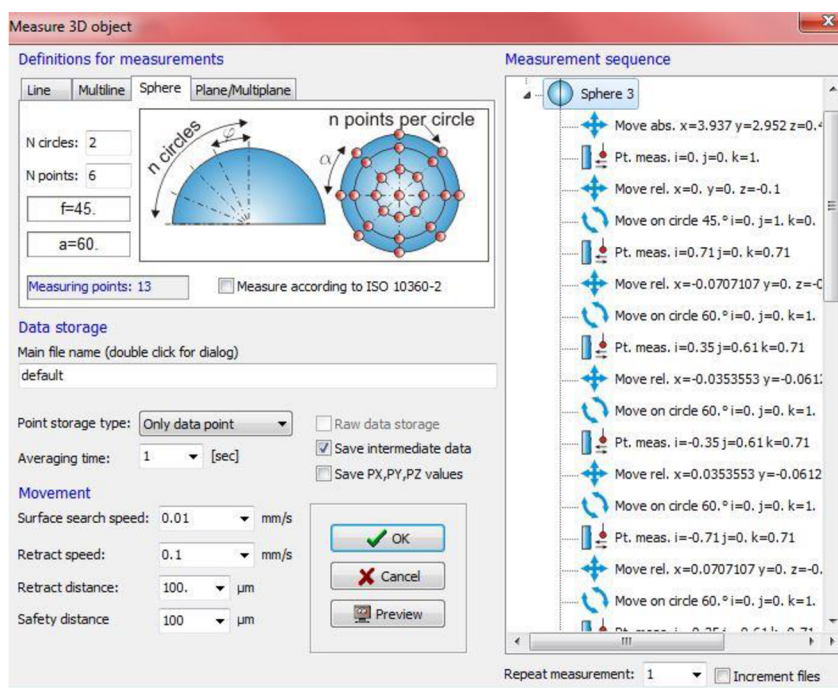 Measure 3D object
Definitions for measurements
Line Multiline Sphere Plane/Multiplane
N circles: 2
N points: 6
f=45.
a=60.
n circles
φ
n points per circle
α
Measuring points: 13
Measure according to ISO 10360-2
Data storage
Main file name (double click for dialog)
default
Point storage type: Only data point
Raw data storage
Averaging time: 1 [sec]
Save intermediate data
Save PX,PY,PZ values
Movement
Surface search speed: 0.01 mm/s
Retract speed: 0.1 mm/s
Retract distance: 100. µm
Safety distance 100 µm
OK
Cancel
Preview
Measurement sequence
Sphere 3
Move abs. x=3.937 y=2.952 z=0.4
Pt. meas. i=0. j=0. k=1.
Move rel. x=0. y=0. z=-0.1
Move on circle 45.° i=0. j=1. k=0.
Pt. meas. i=0.71 j=0. k=0.71
Move rel. x=-0.0707107 y=0. z=-0
Move on circle 60.° i=0. j=0. k=1.
Pt. meas. i=0.35 j=0.61 k=0.71
Move rel. x=-0.0353553 y=-0.061
Move on circle 60.° i=0. j=0. k=1.
Pt. meas. i=-0.35 j=0.61 k=0.71
Move rel. x=0.0353553 y=-0.0612
Move on circle 60.° i=0. j=0. k=1.
Pt. meas. i=-0.71 j=0. k=0.71
Move rel. x=0.0707107 y=0. z=-0.
Move on circle 60.° i=0. j=0. k=1.
Repeat measurement: 1
Increment files